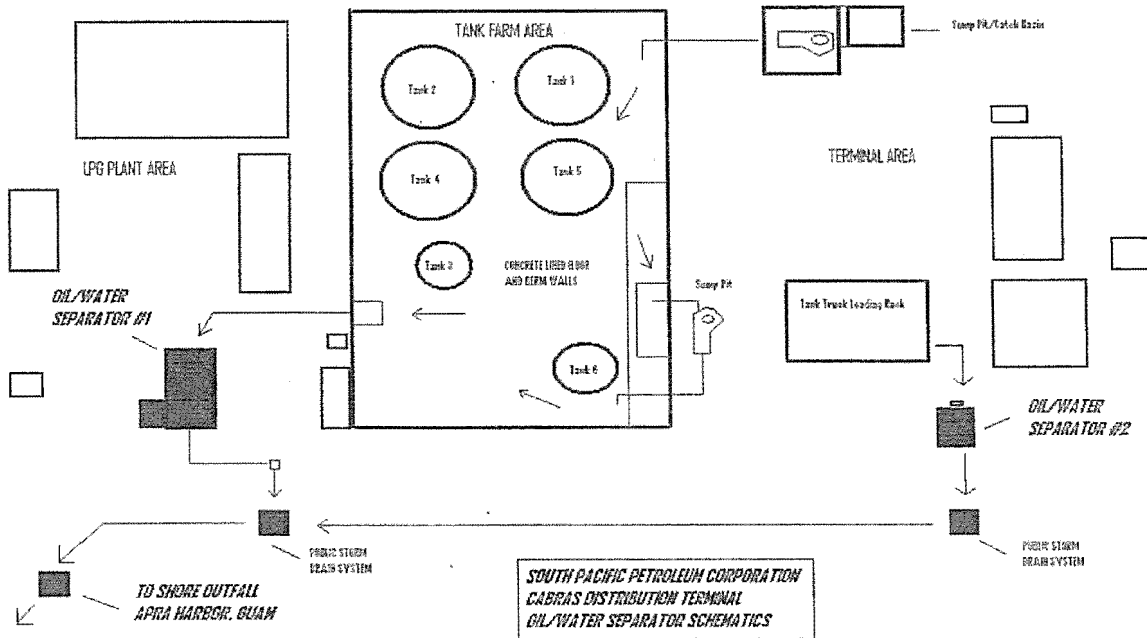 TANK FARM AREA
Sump Pit/Catch Basin
Tank 2
Tank 1
LPG PLANT AREA
TERMINAL AREA
Tank 4
Tank 5
Tank 3
CONCRETE LINED FLOOR
AND BERM WALLS
Sump Pit
OIL/WATER
SEPARATOR #1
Tank Truck Loading Rack
Tank 6
OIL/WATER
SEPARATOR #2
PUBLIC STORM
DRAIN SYSTEM
PUBLIC STORM
DRAIN SYSTEM
TO SHORE OUTFALL
APRA HARBOR, GUAM
SOUTH PACIFIC PETROLEUM CORPORATION
CABRAS DISTRIBUTION TERMINAL
OIL/WATER SEPARATOR SCHEMATICS